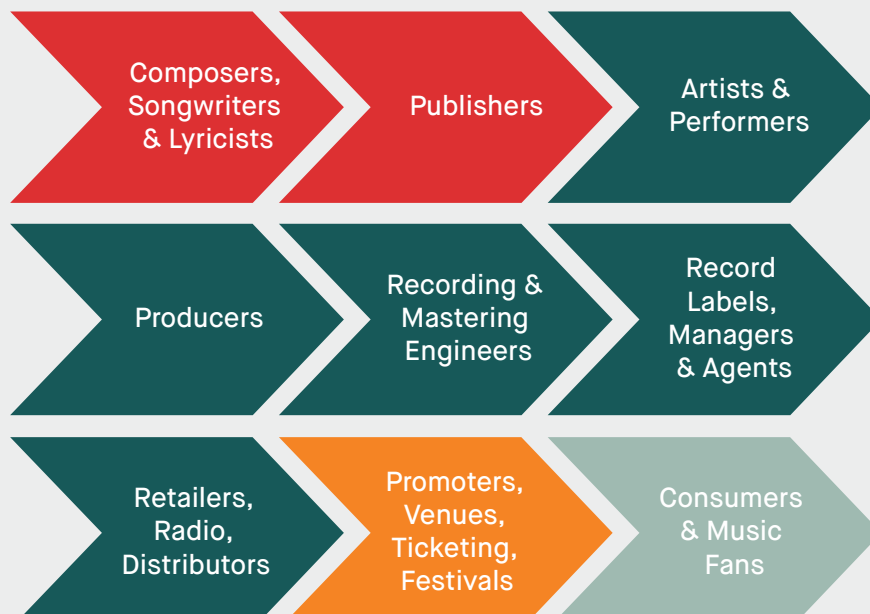 Composers,
Songwriters
& Lyricists
Publishers
Artists &
Performers
Producers
Recording &
Mastering
Engineers
Record
Labels,
Managers
& Agents
Retailers,
Radio,
Distributors
Promoters,
Venues,
Ticketing,
Festivals
Consumers
& Music
Fans